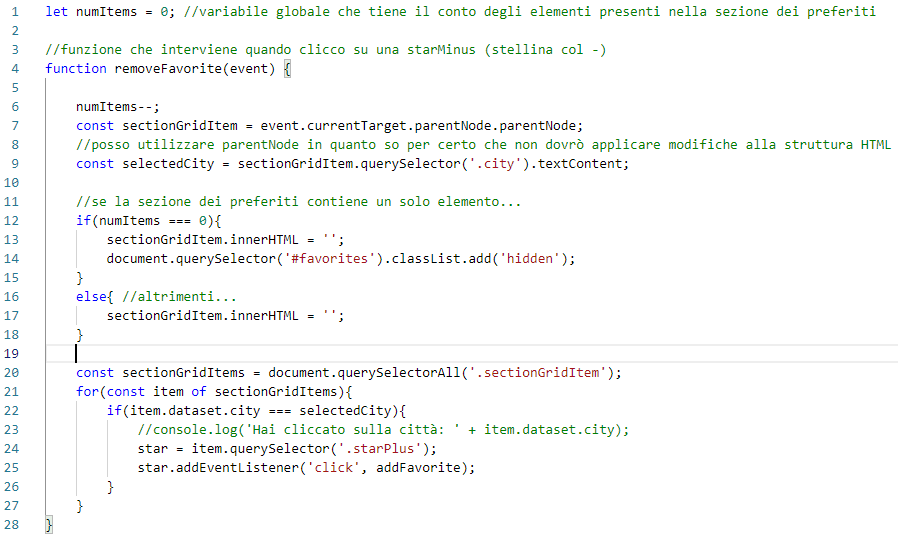 1 let numItems = 0; //variabile globale che tiene il conto degli elementi presenti nella sezione dei preferiti
2
3 //funzione che interviene quando clicco su una starMinus (stellina col -)
4 function removeFavorite(event) {
5
6 numItems--;
7 const sectionGridItem = event.currentTarget.parentNode.parentNode;
8 //posso utilizzare parentNode in quanto so per certo che non dovrò applicare modifiche alla struttura HTML
9 const selectedCity = sectionGridItem.querySelector('.city').textContent;
10
11 //se la sezione dei preferiti contiene un solo elemento...
12 if(numItems === 0){
13 sectionGridItem.innerHTML = '';
14 document.querySelector('#favorites').classList.add('hidden');
15 }
16 else{ //altrimenti...
17 sectionGridItem.innerHTML = '';
18 }
19
20 const sectionGridItems = document.querySelectorAll('.sectionGridItem');
21 for(const item of sectionGridItems){
22 if(item.dataset.city === selectedCity){
23 //console.log('Hai cliccato sulla città: ' + item.dataset.city);
24 star = item.querySelector('.starPlus');
25 star.addEventListener('click', addFavorite);
26 }
27 }
28 }